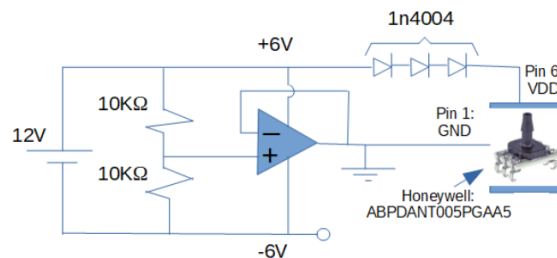 1n4004
+6V
Pin 6
VDD
10KΩ
Pin 1:
GND
12V
10KΩ
Honeywell:
ABPDANT005PGAA5
-6V